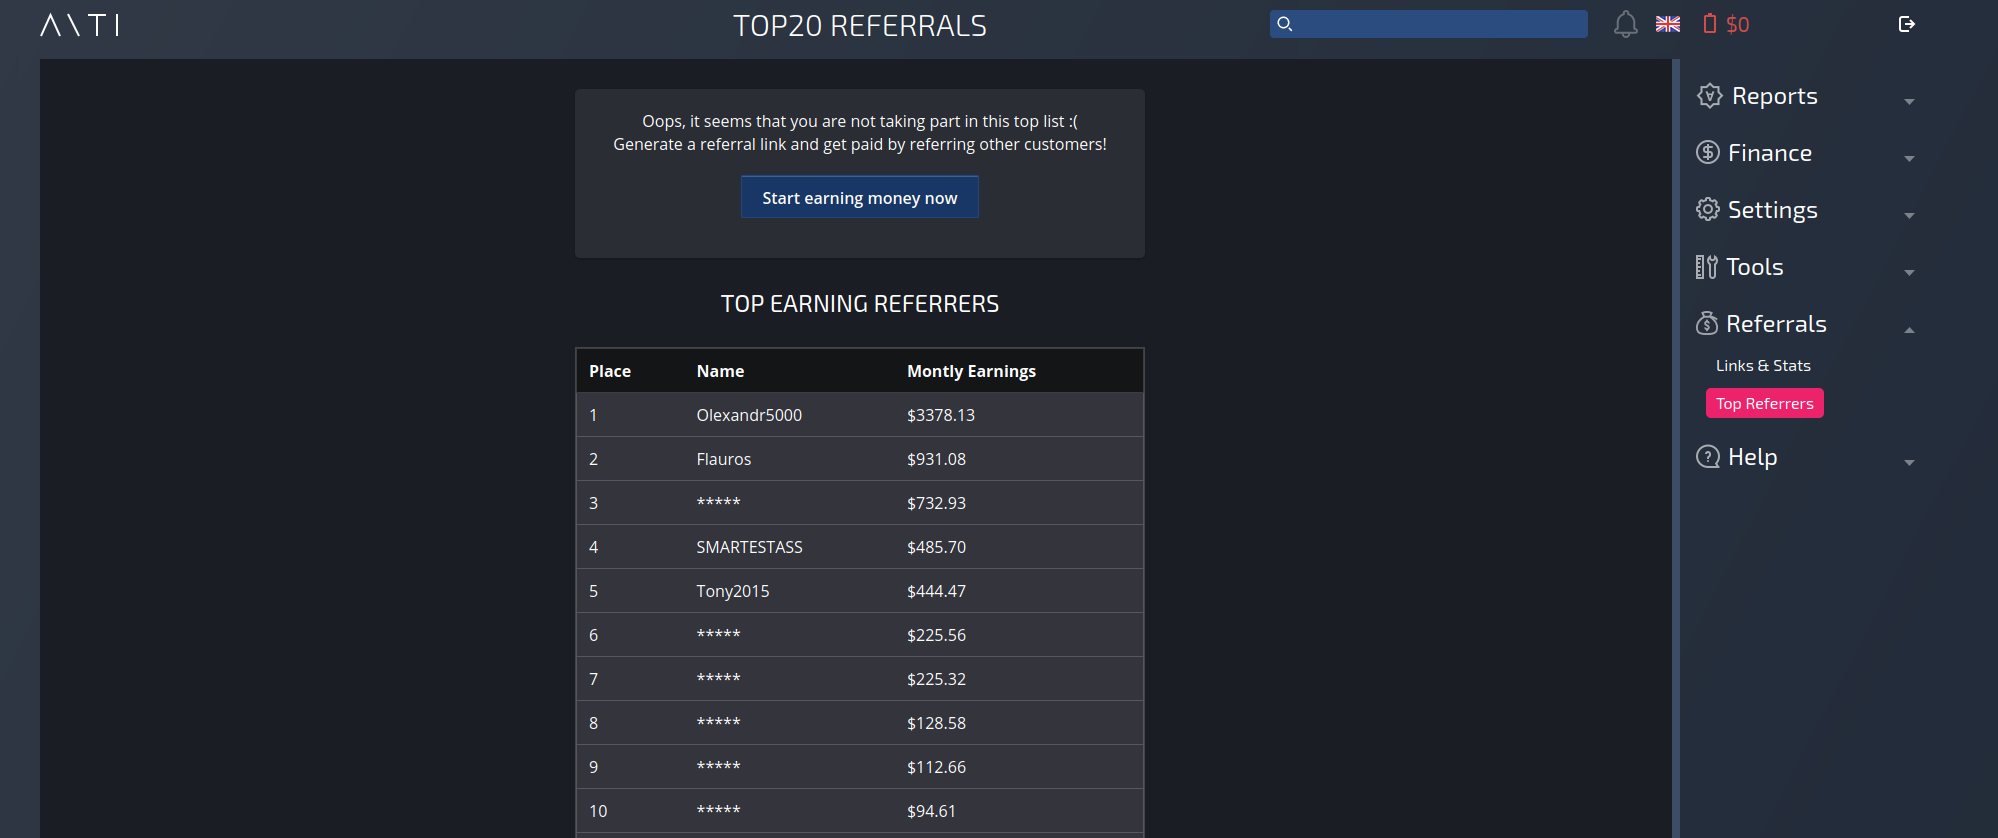 TOP20 REFERRALS
$0
Oops, it seems that you are not taking part in this top list :(
Generate a referral link and get paid by referring other customers!
Start earning money now
TOP EARNING REFERRERS
Place Name Montly Earnings
1 Olexandr5000 $3378.13
2 Flauros $931.08
3 ***** $732.93
4 SMARTESTASS $485.70
5 Tony2015 $444.47
6 ***** $225.56
7 ***** $225.32
8 ***** $128.58
9 ***** $112.66
10 ***** $94.61
Reports
Finance
Settings
Tools
Referrals
Links & Stats
Top Referrers
Help